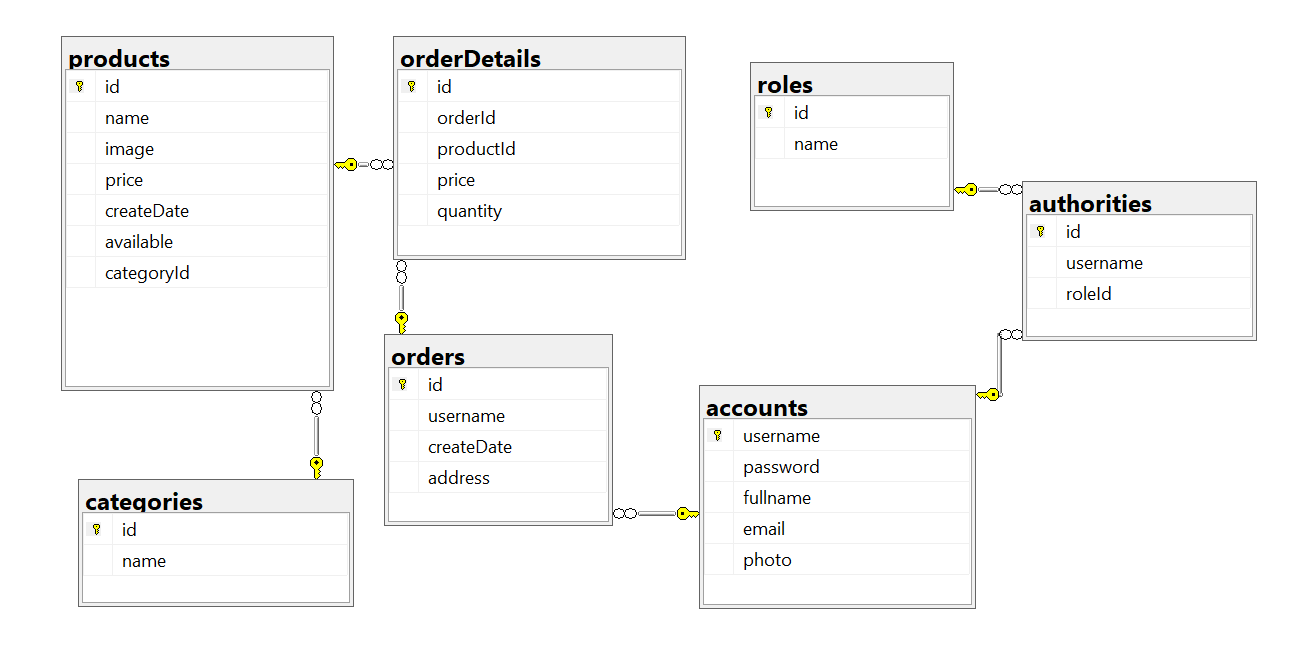 products
id
name
image
price
createDate
available
categoryId
orderDetails
id
orderId
productId
price
quantity
roles
id
name
authorities
id
username
roleId
orders
id
username
createDate
address
accounts
username
password
fullname
email
photo
categories
id
name